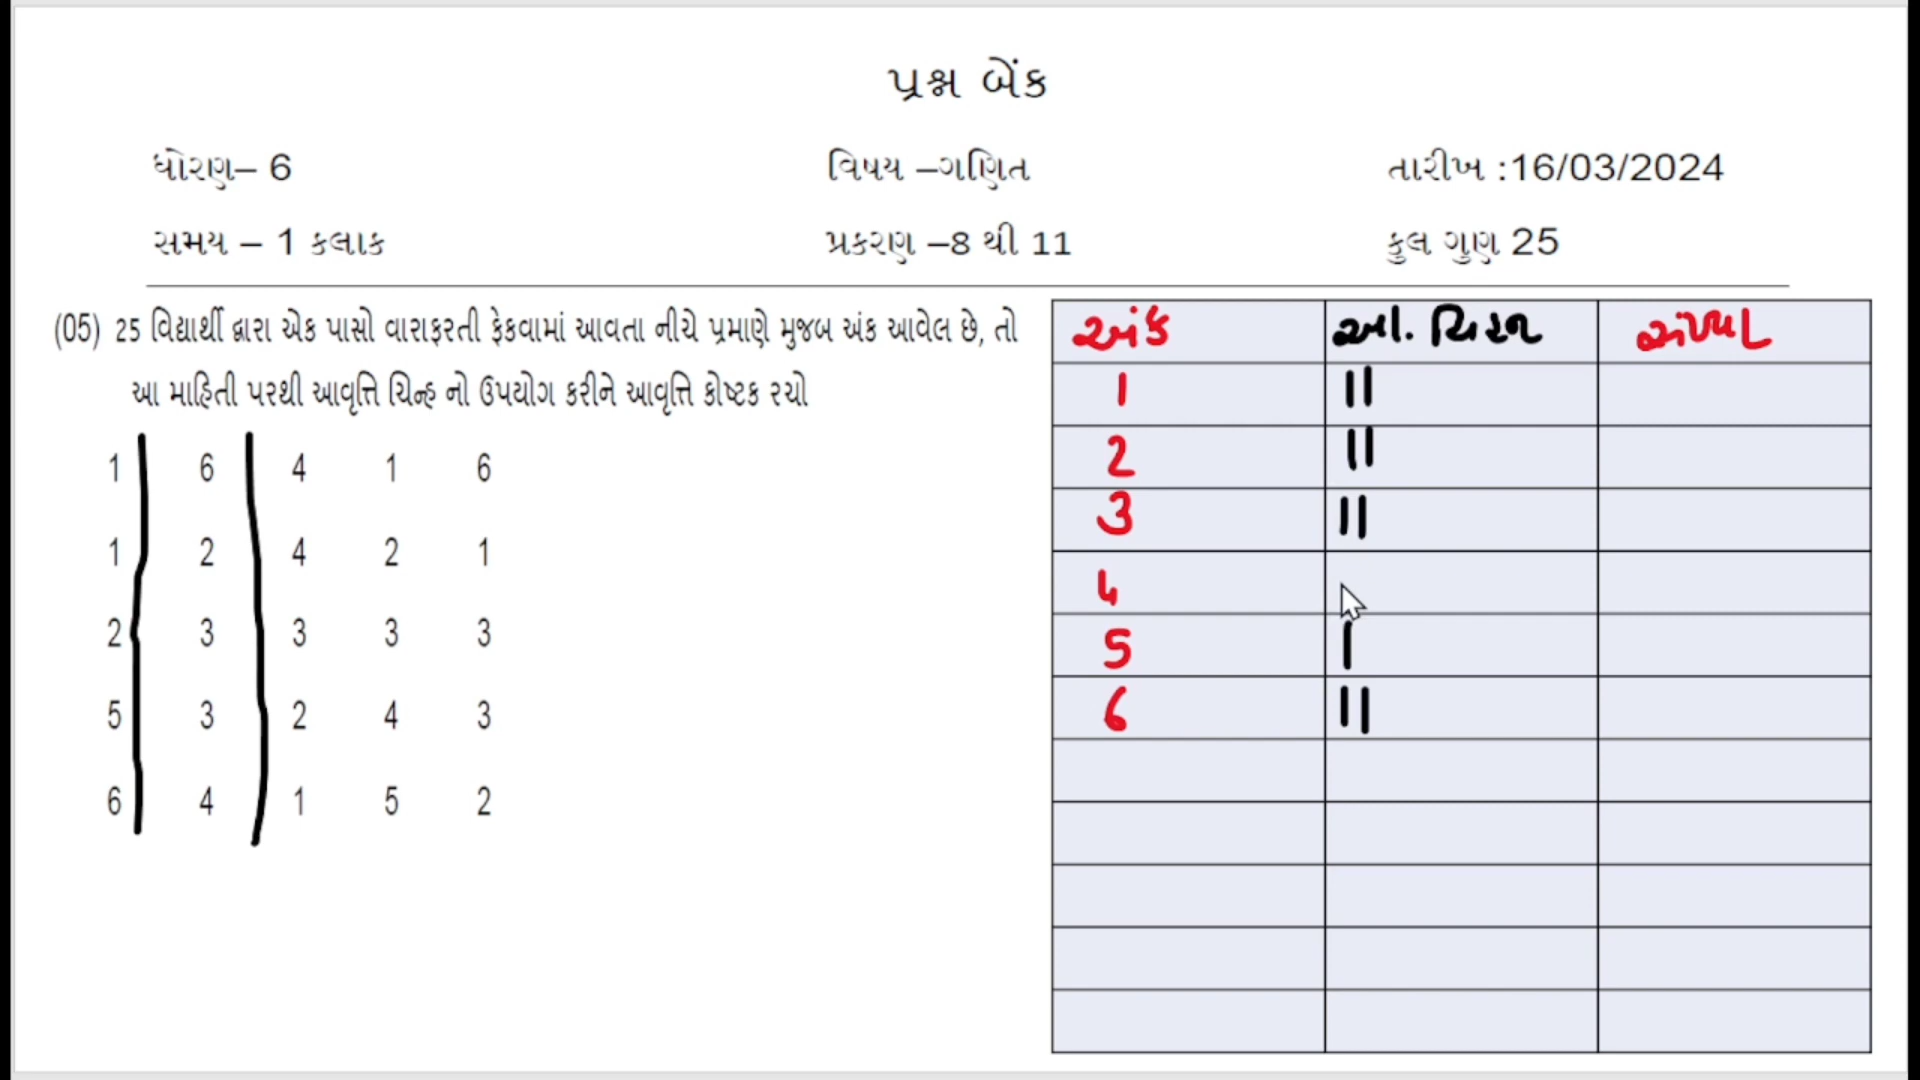 પ્રશ્ન બેંક
ધોરણ– 6 વિષય –ગણિત તારીખ :16/03/2024
સમય – 1 કલાક પ્રકરણ –8 થી 11 કુલ ગુણ 25
(05) 25 વિદ્યાર્થી દ્વારા એક પાસો વારાફરતી ફેકવામાં આવતા નીચે પ્રમાણે મુજબ અંક આવેલ છે, તો
આ માહિતી પરથી આવૃત્તિ ચિન્હ નો ઉપયોગ કરીને આવૃત્તિ કોષ્ટક રચો
1 6 4 1 6
1 2 4 2 1
2 3 3 3 3
5 3 2 4 3
6 4 1 5 2
અંક આ. ચિહ્ન સંખ્યા
1 ||
2 ||
3 ||
4
5 |
6 ||